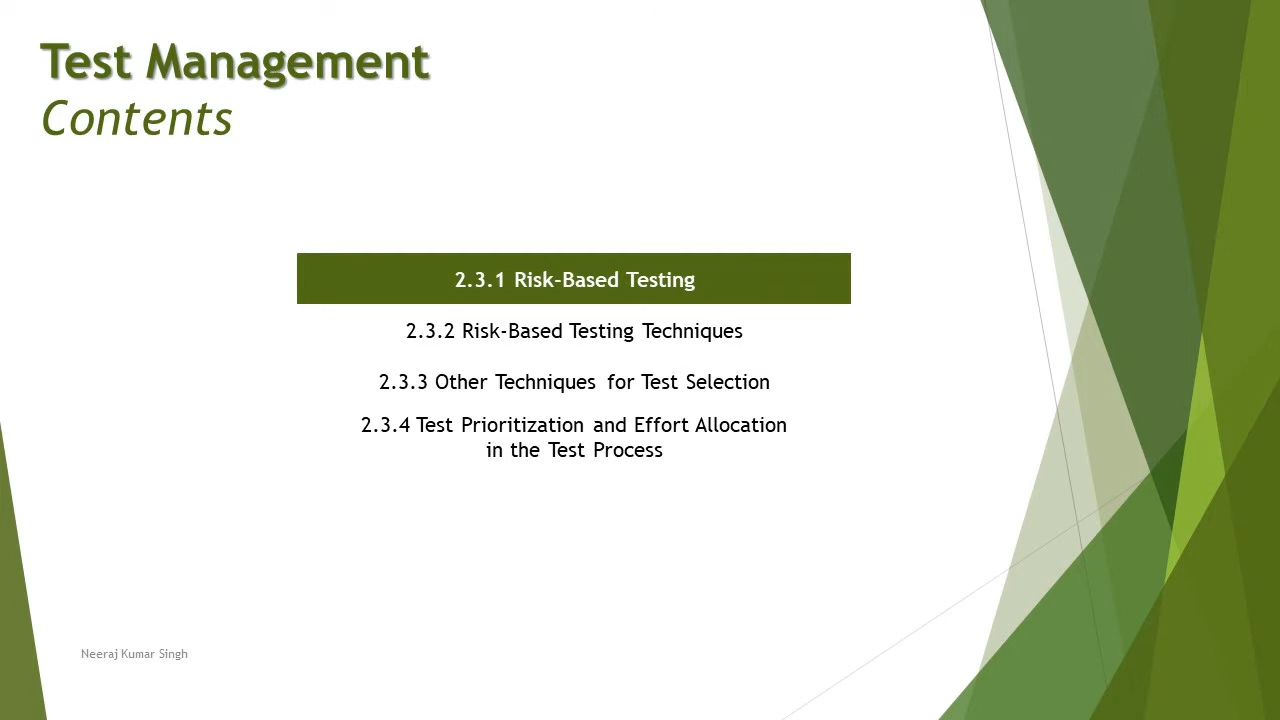 Test Management
Contents
2.3.1 Risk-Based Testing
2.3.2 Risk-Based Testing Techniques
2.3.3 Other Techniques for Test Selection
2.3.4 Test Prioritization and Effort Allocation
in the Test Process
Neeraj Kumar Singh